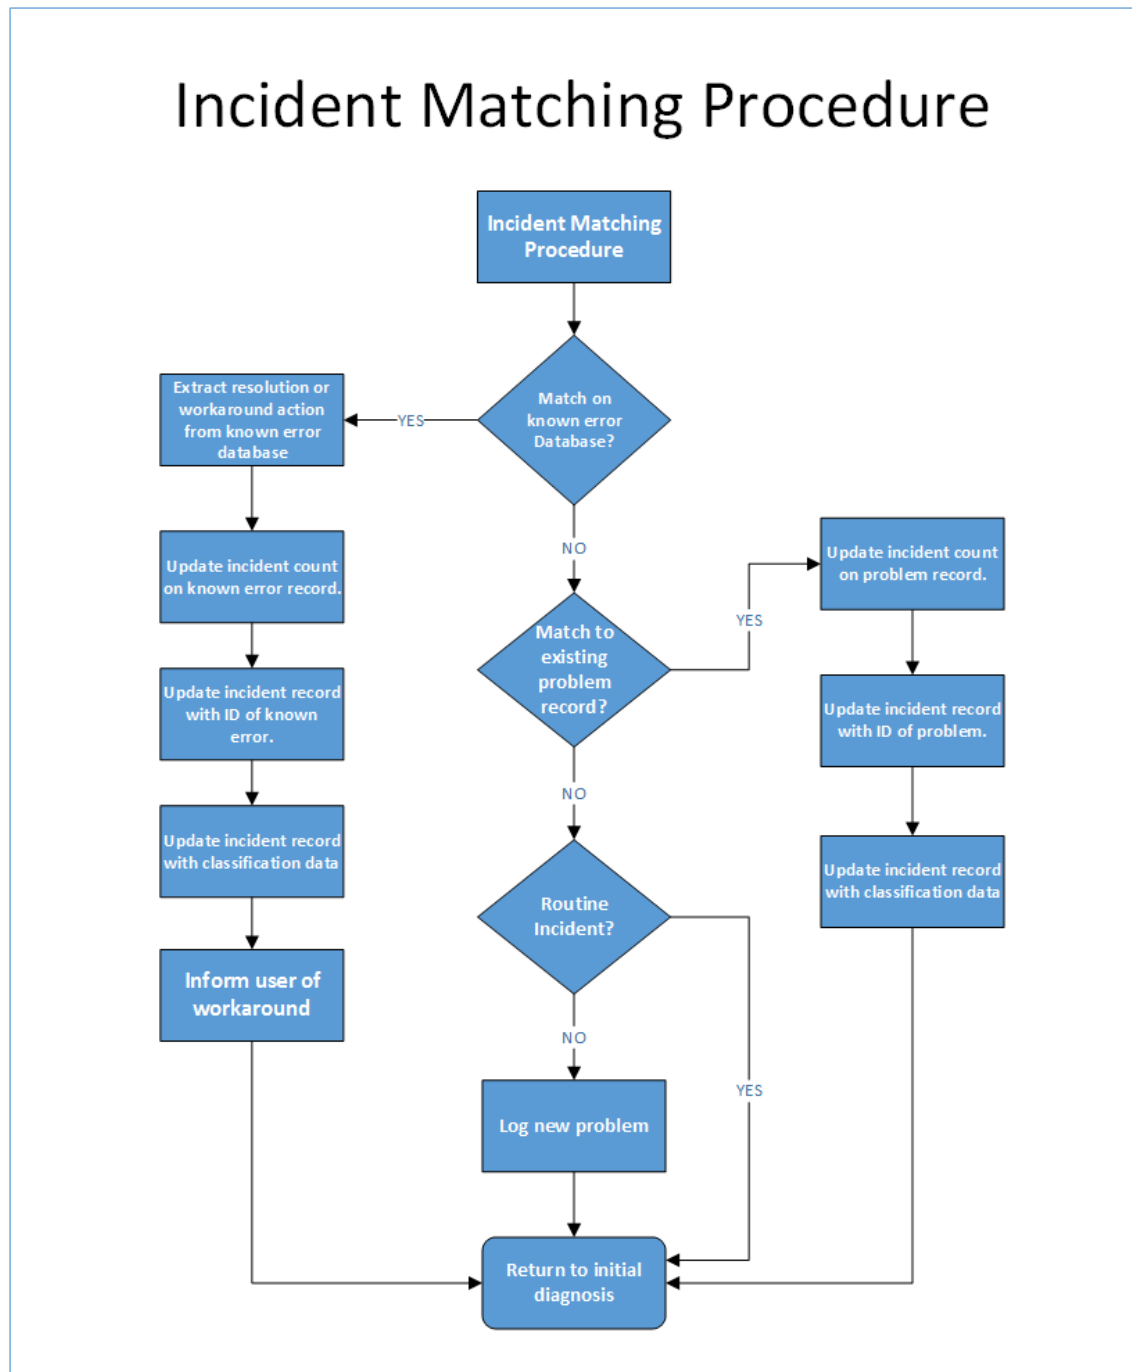 Incident Matching Procedure
Incident Matching
Procedure
Match on
known error
Database?
YES
Extract resolution or
workaround action
from known error
database
Update incident count
on known error record.
Update incident record
with ID of known
error.
Update incident record
with classification data
Inform user of
workaround
NO
Match to
existing
problem
record?
YES
Update incident count
on problem record.
Update incident record
with ID of problem.
Update incident record
with classification data
NO
Routine
Incident?
YES
NO
Log new problem
Return to initial
diagnosis